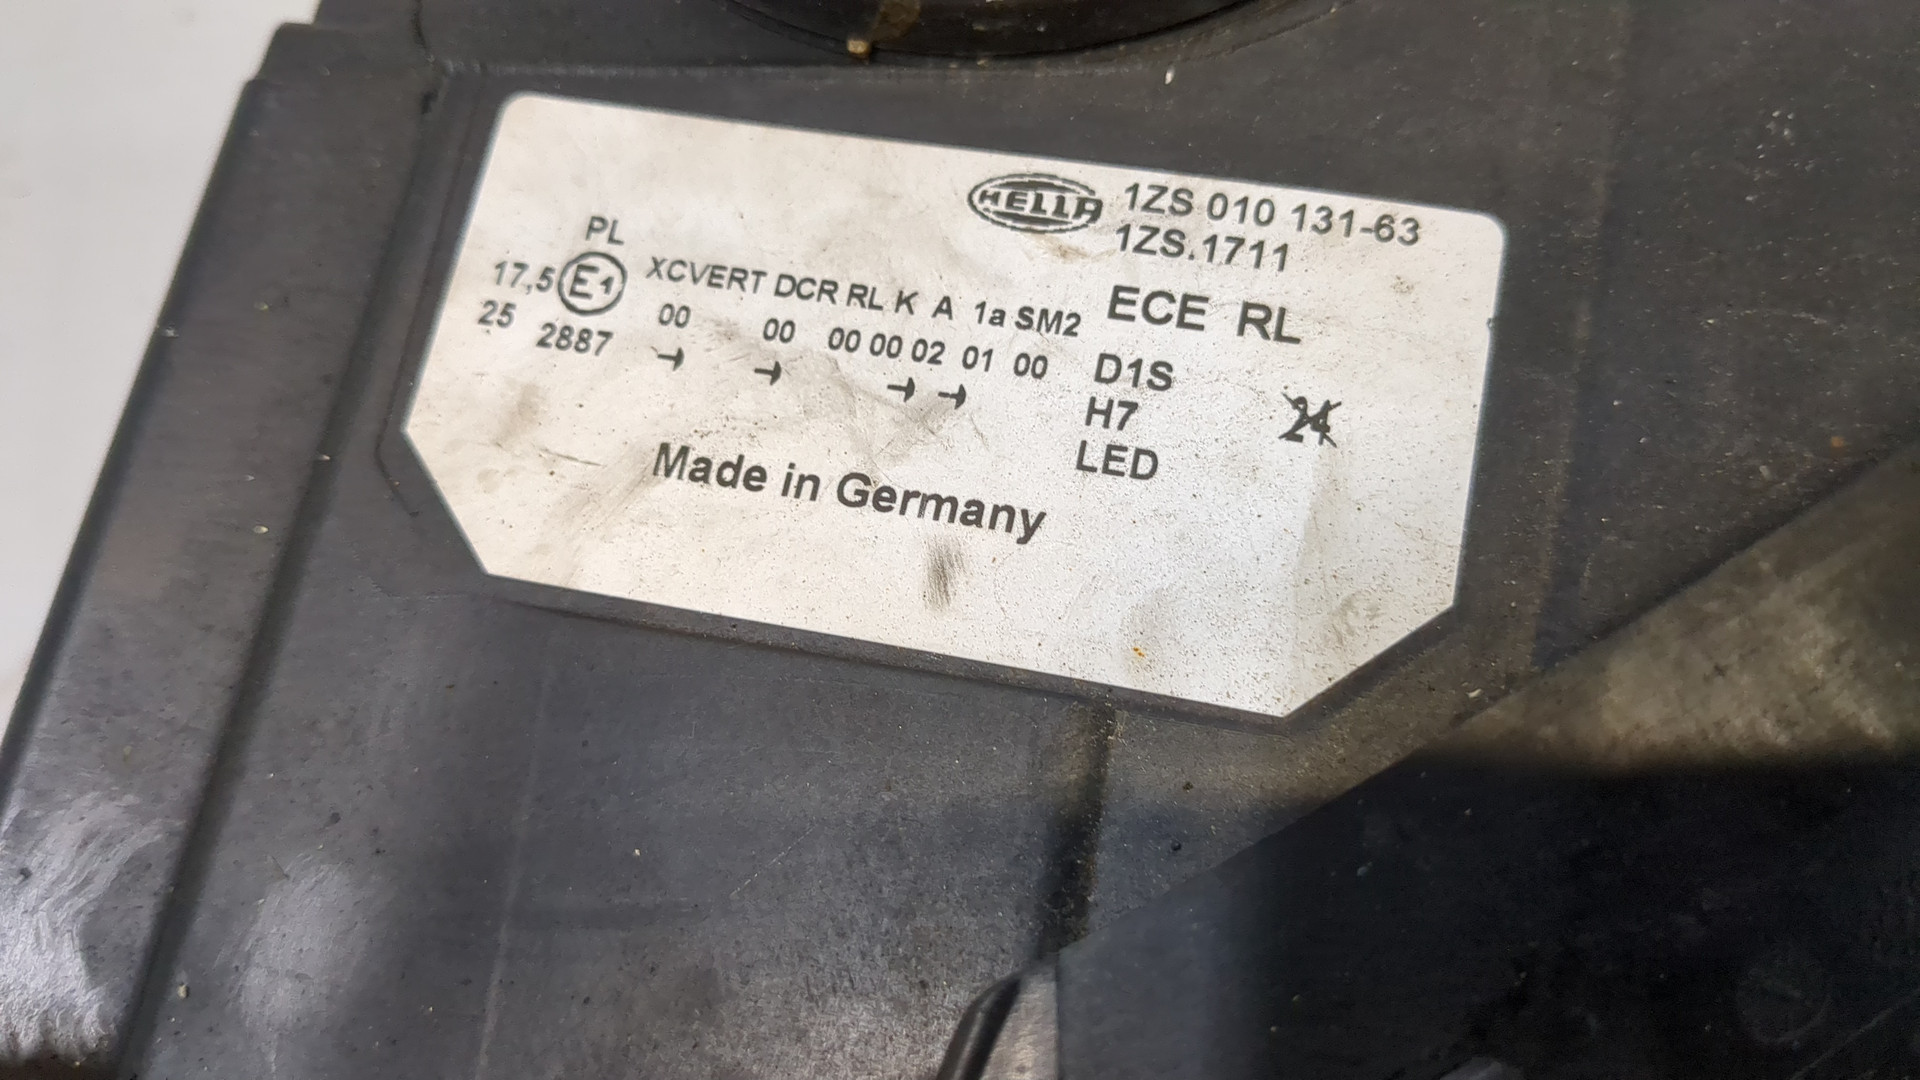 HELLA 1ZS 010 131-63
1ZS.1711
PL
17,5 E1 XCVERT DCR RL K A 1a SM2 ECE RL
25 2887 00 00 00 00 02 01 00 D1S
→ → → → H7 24
LED
Made in Germany